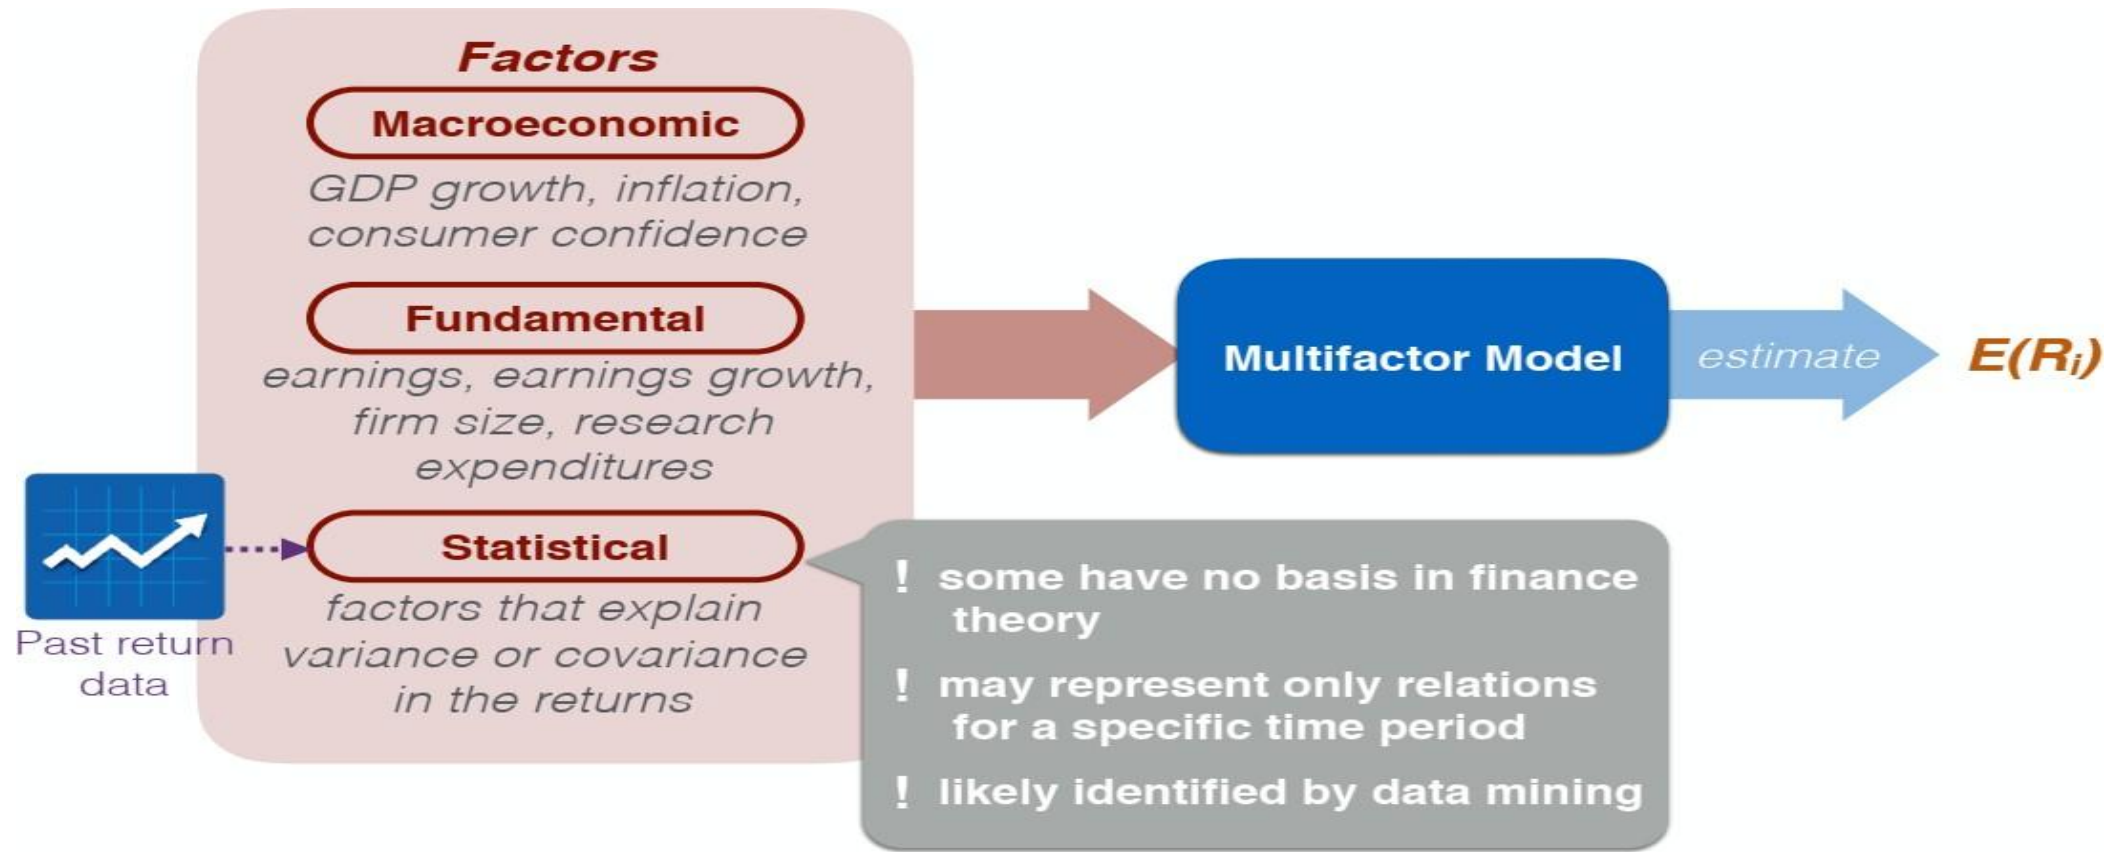 Factors
Macroeconomic
GDP growth, inflation,
consumer confidence
Fundamental
earnings, earnings growth,
firm size, research
expenditures
Past return
data
Statistical
factors that explain
variance or covariance
in the returns
Multifactor Model
estimate
E(Ri)
! some have no basis in finance
theory
! may represent only relations
for a specific time period
! likely identified by data mining